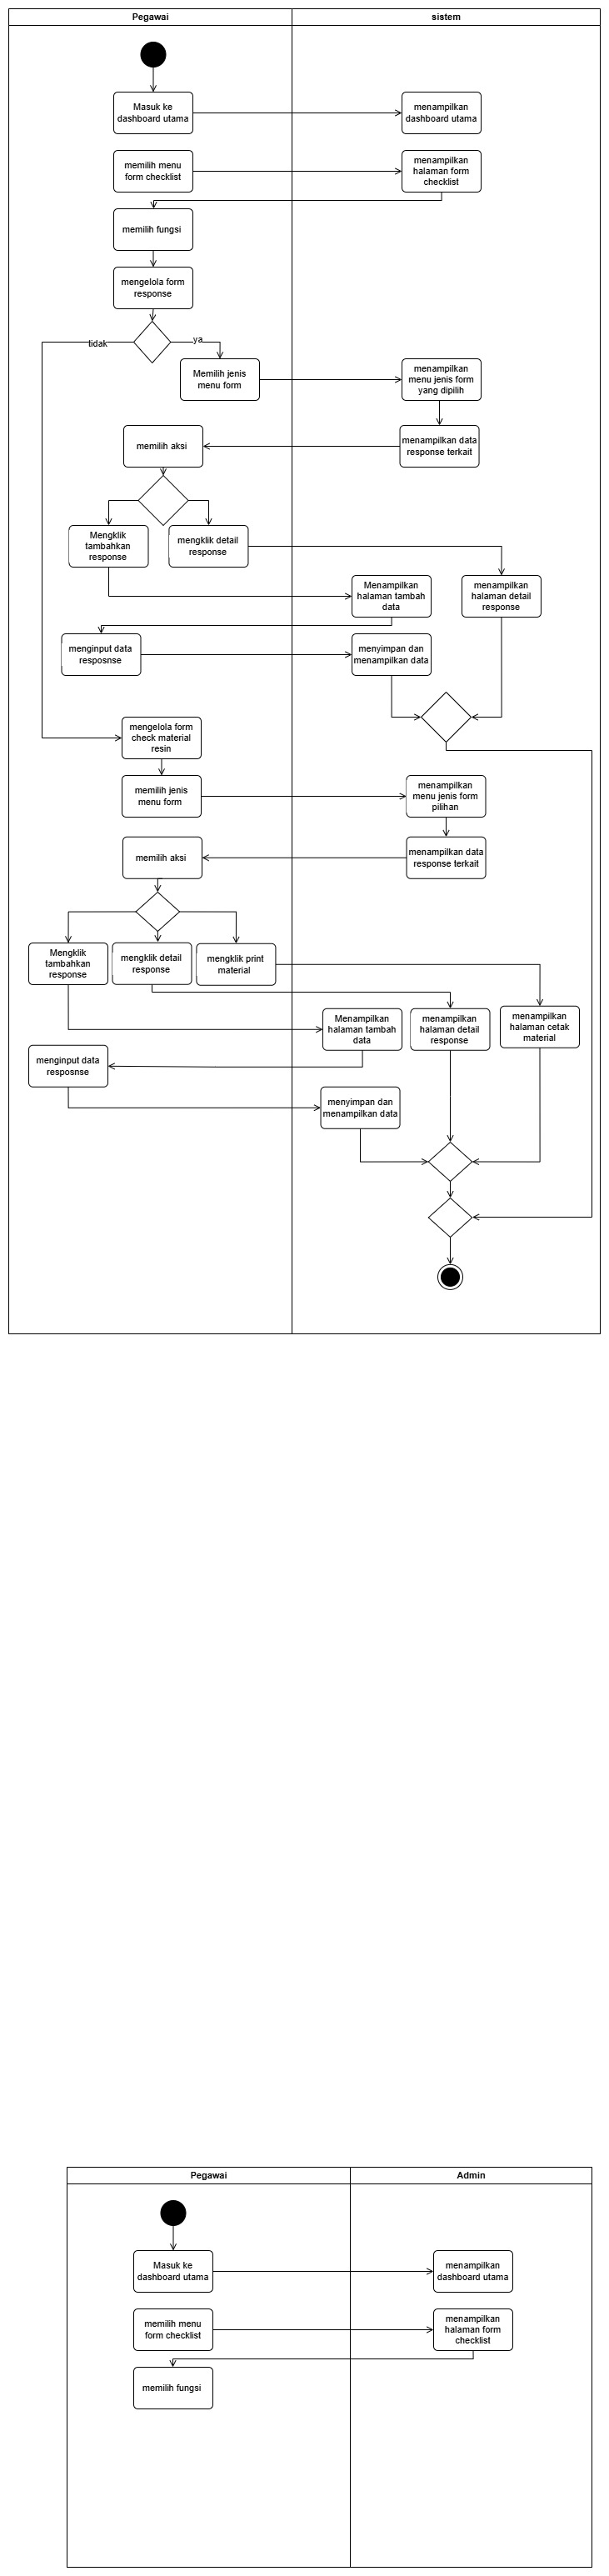 Pegawai
sistem
Masuk ke
dashboard utama
menampilkan
dashboard utama
memilih menu
form checklist
menampilkan
halaman form
checklist
memilih fungsi
mengelola form
response
tidak
ya
Memilih jenis
menu form
menampilkan
menu jenis form
yang dipilih
memilih aksi
menampilkan data
response terkait
Mengklik
tambahkan
response
mengklik detail
response
Menampilkan
halaman tambah
data
menampilkan
halaman detail
response
menginput data
resposnse
menyimpan dan
menampilkan data
mengelola form
check material
resin
memilih jenis
menu form
menampilkan
menu jenis form
pilihan
memilih aksi
menampilkan data
response terkait
Mengklik
tambahkan
response
mengklik detail
response
mengklik print
material
Menampilkan
halaman tambah
data
menampilkan
halaman detail
response
menampilkan
halaman cetak
material
menginput data
resposnse
menyimpan dan
menampilkan data
Pegawai
Admin
Masuk ke
dashboard utama
menampilkan
dashboard utama
memilih menu
form checklist
menampilkan
halaman form
checklist
memilih fungsi